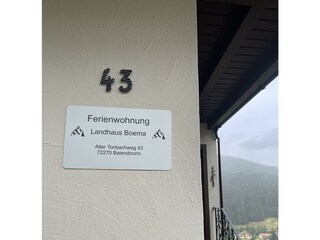 43
Ferienwohnung
Landhaus Boema
Alter Tonbachweg 43
72270 Baiersbronn